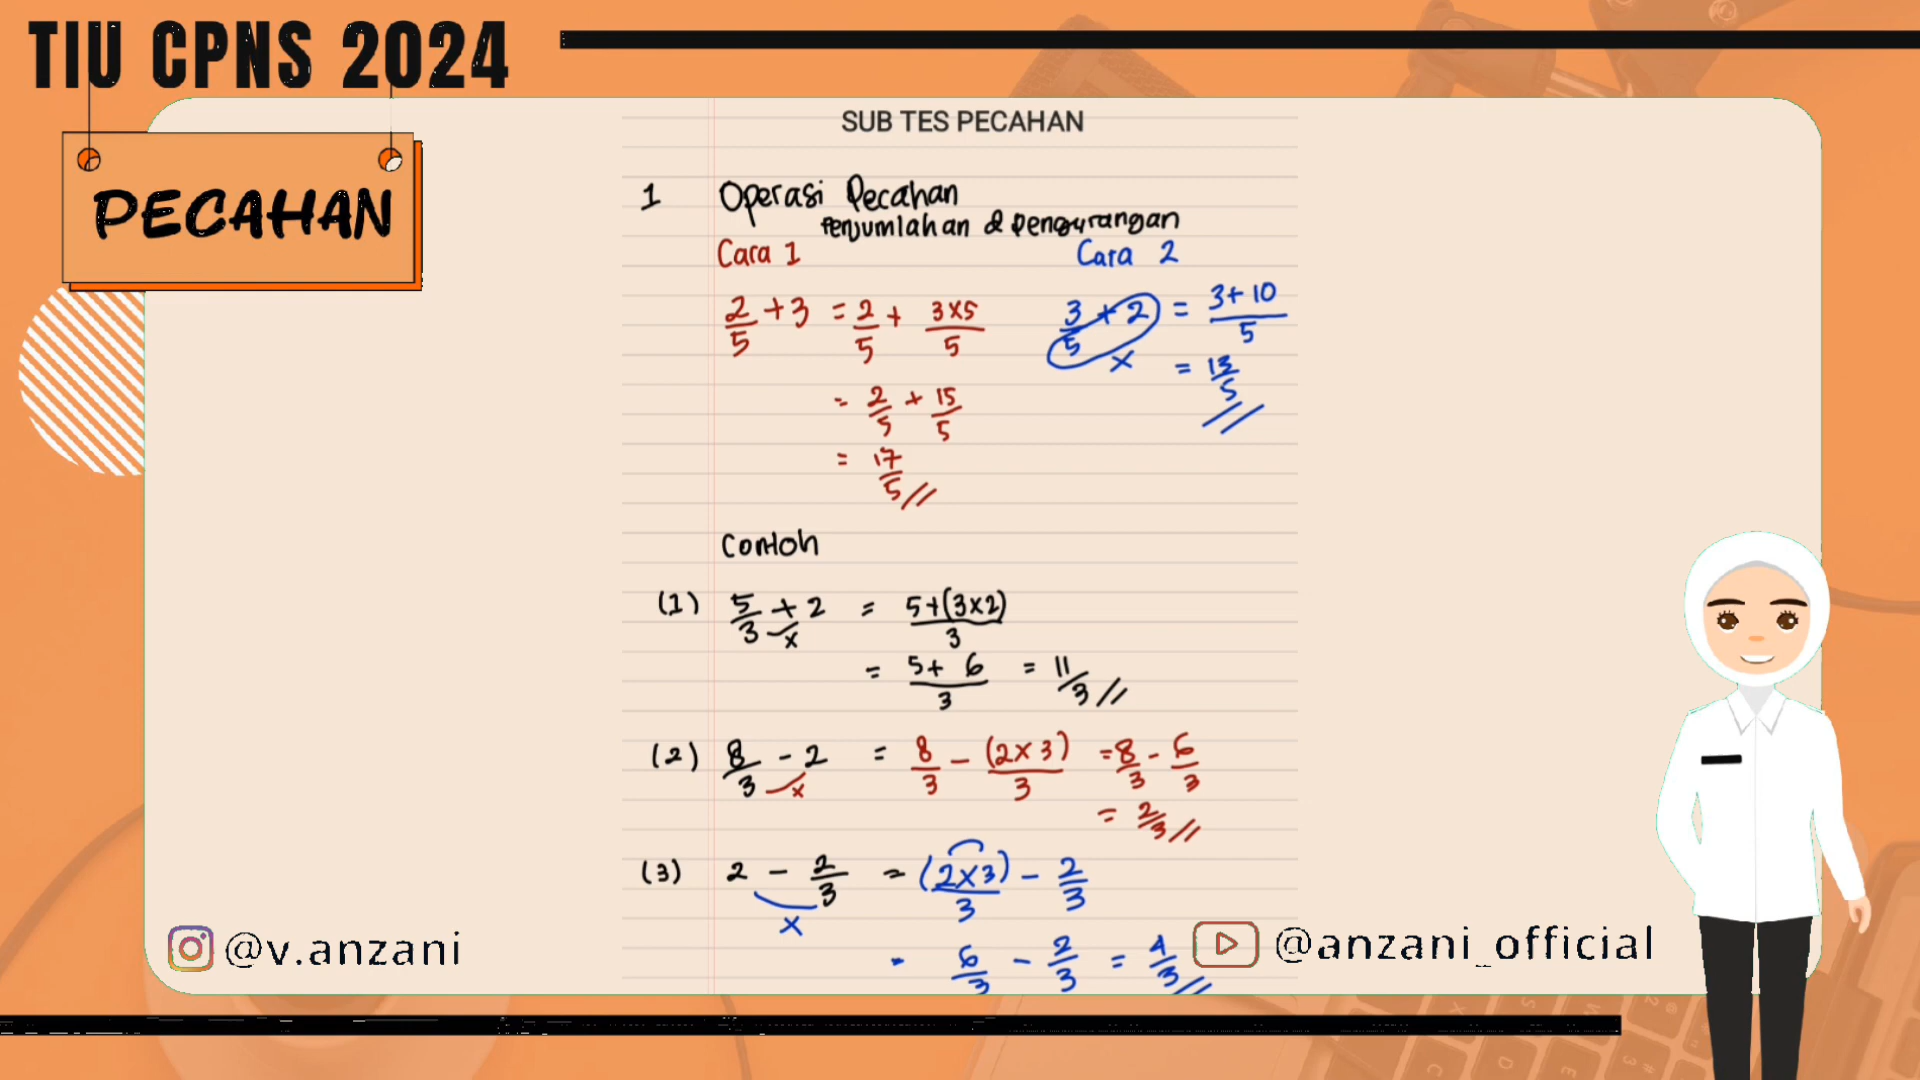 TIU CPNS 2024
PECAHAN
SUB TES PECAHAN
1 Operasi Pecahan
Penjumlahan & Pengurangan
Cara 1
2/5 + 3 = 2/5 + 3x5/5
= 2/5 + 15/5
= 17/5 //
Cara 2
3/5 + 2 = 3+10/5
x
= 13/5 //
Contoh
(1) 5/3 + 2 = 5+(3x2)/3
x
= 5+ 6/3 = 11/3 //
(2) 8/3 - 2 = 8/3 - (2x3)/3 = 8/3 - 6/3
x
= 2/3 //
(3) 2 - 2/3 = (2x3)/3 - 2/3
x
= 6/3 - 2/3 = 4/3 //
@v.anzani
@anzani_official